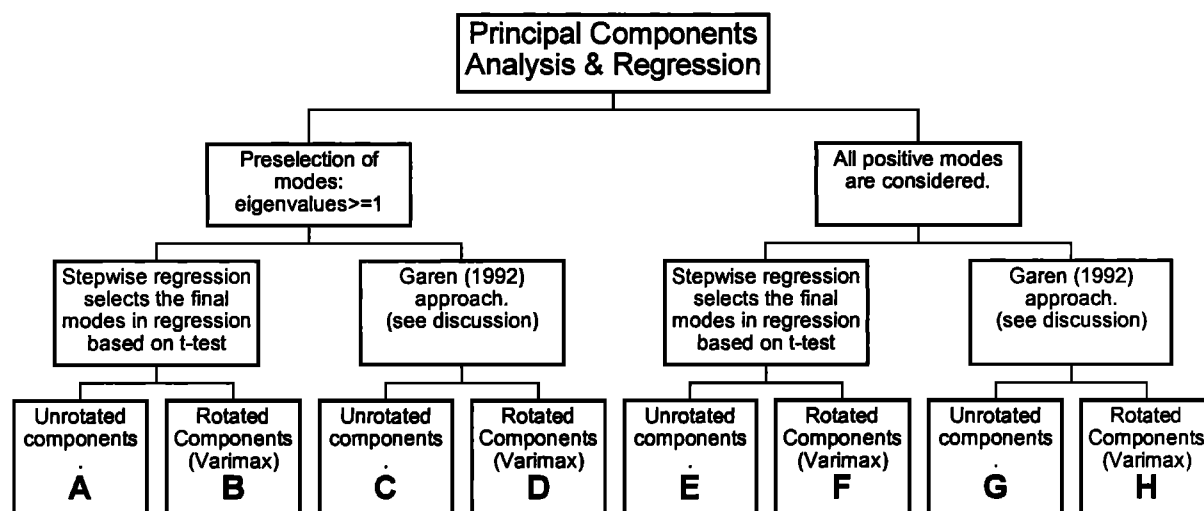 Principal Components
Analysis & Regression
Preselection of
modes:
eigenvalues>=1
All positive modes
are considered.
Stepwise regression
selects the final
modes in regression
based on t-test
Garen (1992)
approach.
(see discussion)
Stepwise regression
selects the final
modes in regression
based on t-test
Garen (1992)
approach.
(see discussion)
Unrotated
components
.
A
Rotated
Components
(Varimax)
B
Unrotated
components
.
C
Rotated
Components
(Varimax)
D
Unrotated
components
.
E
Rotated
Components
(Varimax)
F
Unrotated
components
.
G
Rotated
Components
(Varimax)
H